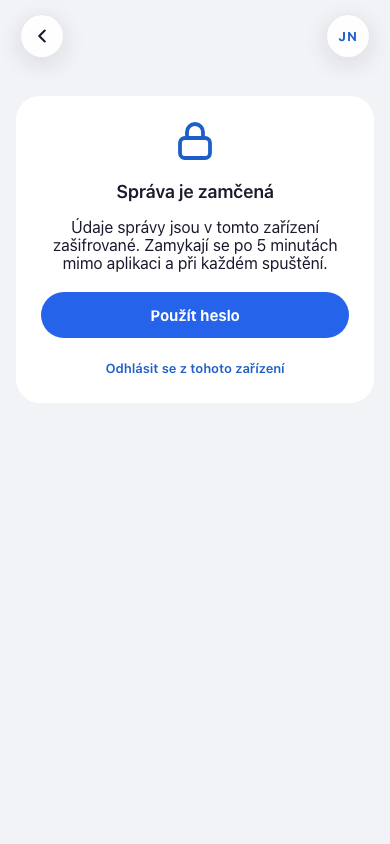 JN
Správa je zamčená
Údaje správy jsou v tomto zařízení
zašifrované. Zamykají se po 5 minutách
mimo aplikaci a při každém spuštění.
Použít heslo
Odhlásit se z tohoto zařízení